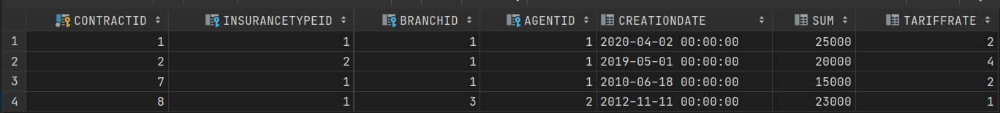 CONTRACTID INSURANCETYPEID BRANCHID AGENTID CREATIONDATE SUM TARIFFRATE
1 1 1 1 1 2020-04-02 00:00:00 25000 2
2 2 2 1 1 2019-05-01 00:00:00 20000 4
3 7 1 1 1 2010-06-18 00:00:00 15000 2
4 8 1 3 2 2012-11-11 00:00:00 23000 1